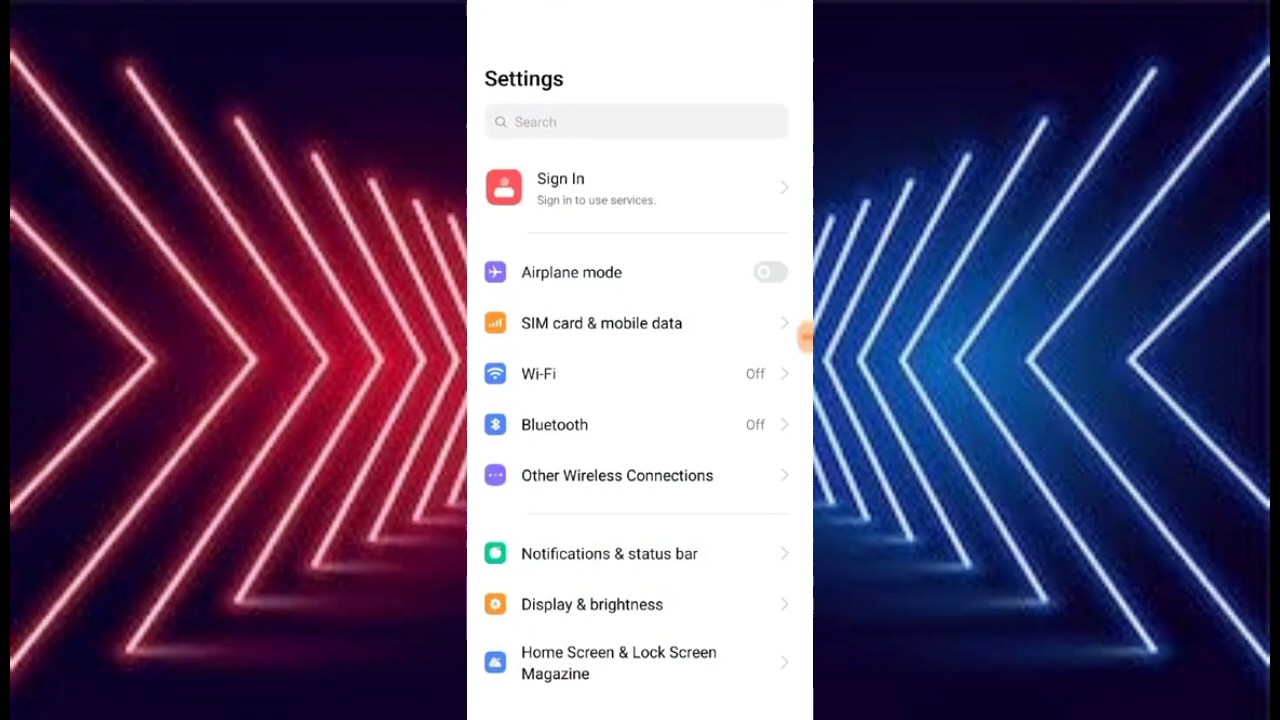 Settings
Search
Sign In
Sign in to use services.
Airplane mode
SIM card & mobile data
Wi-Fi Off
Bluetooth Off
Other Wireless Connections
Notifications & status bar
Display & brightness
Home Screen & Lock Screen
Magazine